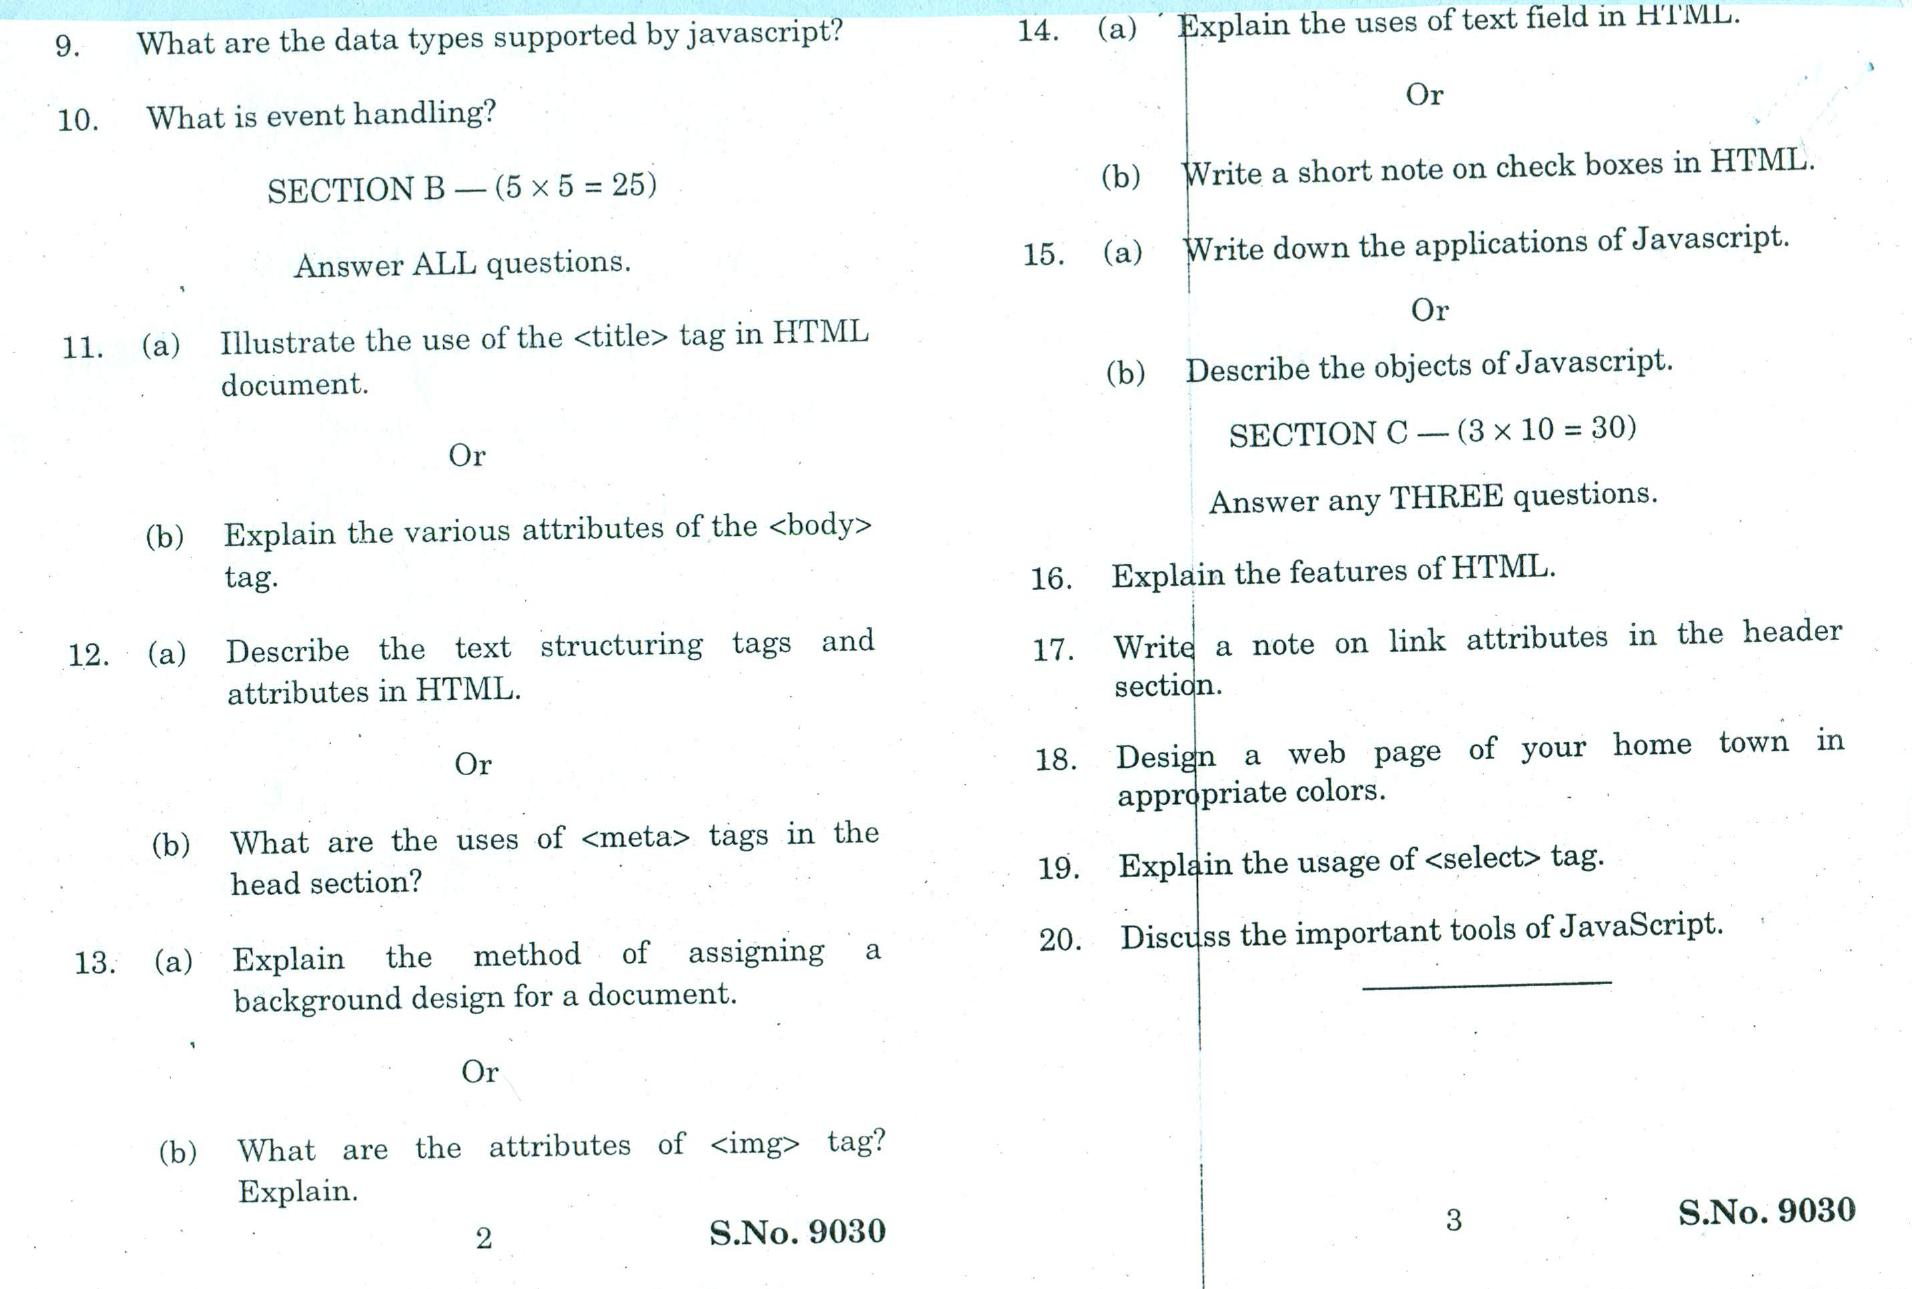 9. What are the data types supported by javascript?
10. What is event handling?
SECTION B — (5 × 5 = 25)
Answer ALL questions.
11. (a) Illustrate the use of the <title> tag in HTML
document.
Or
(b) Explain the various attributes of the <body>
tag.
12. (a) Describe the text structuring tags and
attributes in HTML.
Or
(b) What are the uses of <meta> tags in the
head section?
13. (a) Explain the method of assigning a
background design for a document.
Or
(b) What are the attributes of <img> tag?
Explain.
2 S.No. 9030
14. (a) Explain the uses of text field in HTML.
Or
(b) Write a short note on check boxes in HTML.
15. (a) Write down the applications of Javascript.
Or
(b) Describe the objects of Javascript.
SECTION C — (3 × 10 = 30)
Answer any THREE questions.
16. Explain the features of HTML.
17. Write a note on link attributes in the header
section.
18. Design a web page of your home town in
appropriate colors.
19. Explain the usage of <select> tag.
20. Discuss the important tools of JavaScript.
3 S.No. 9030